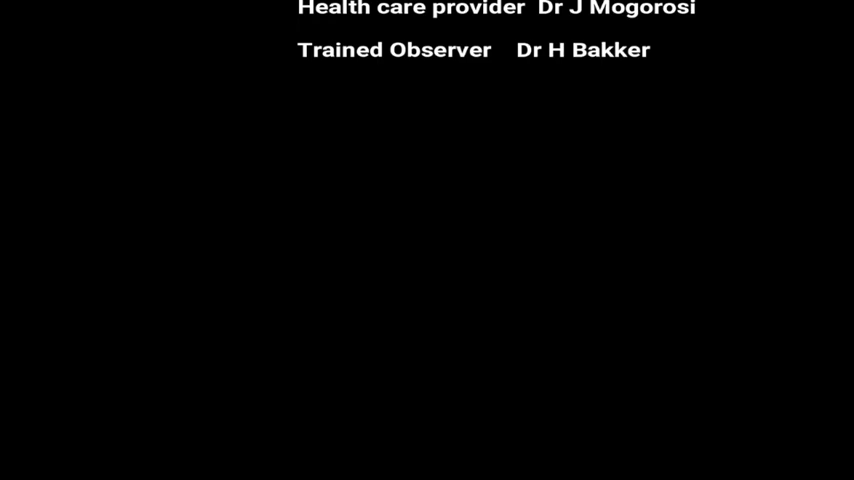 Health care provider Dr J Mogorosi
Trained Observer Dr H Bakker